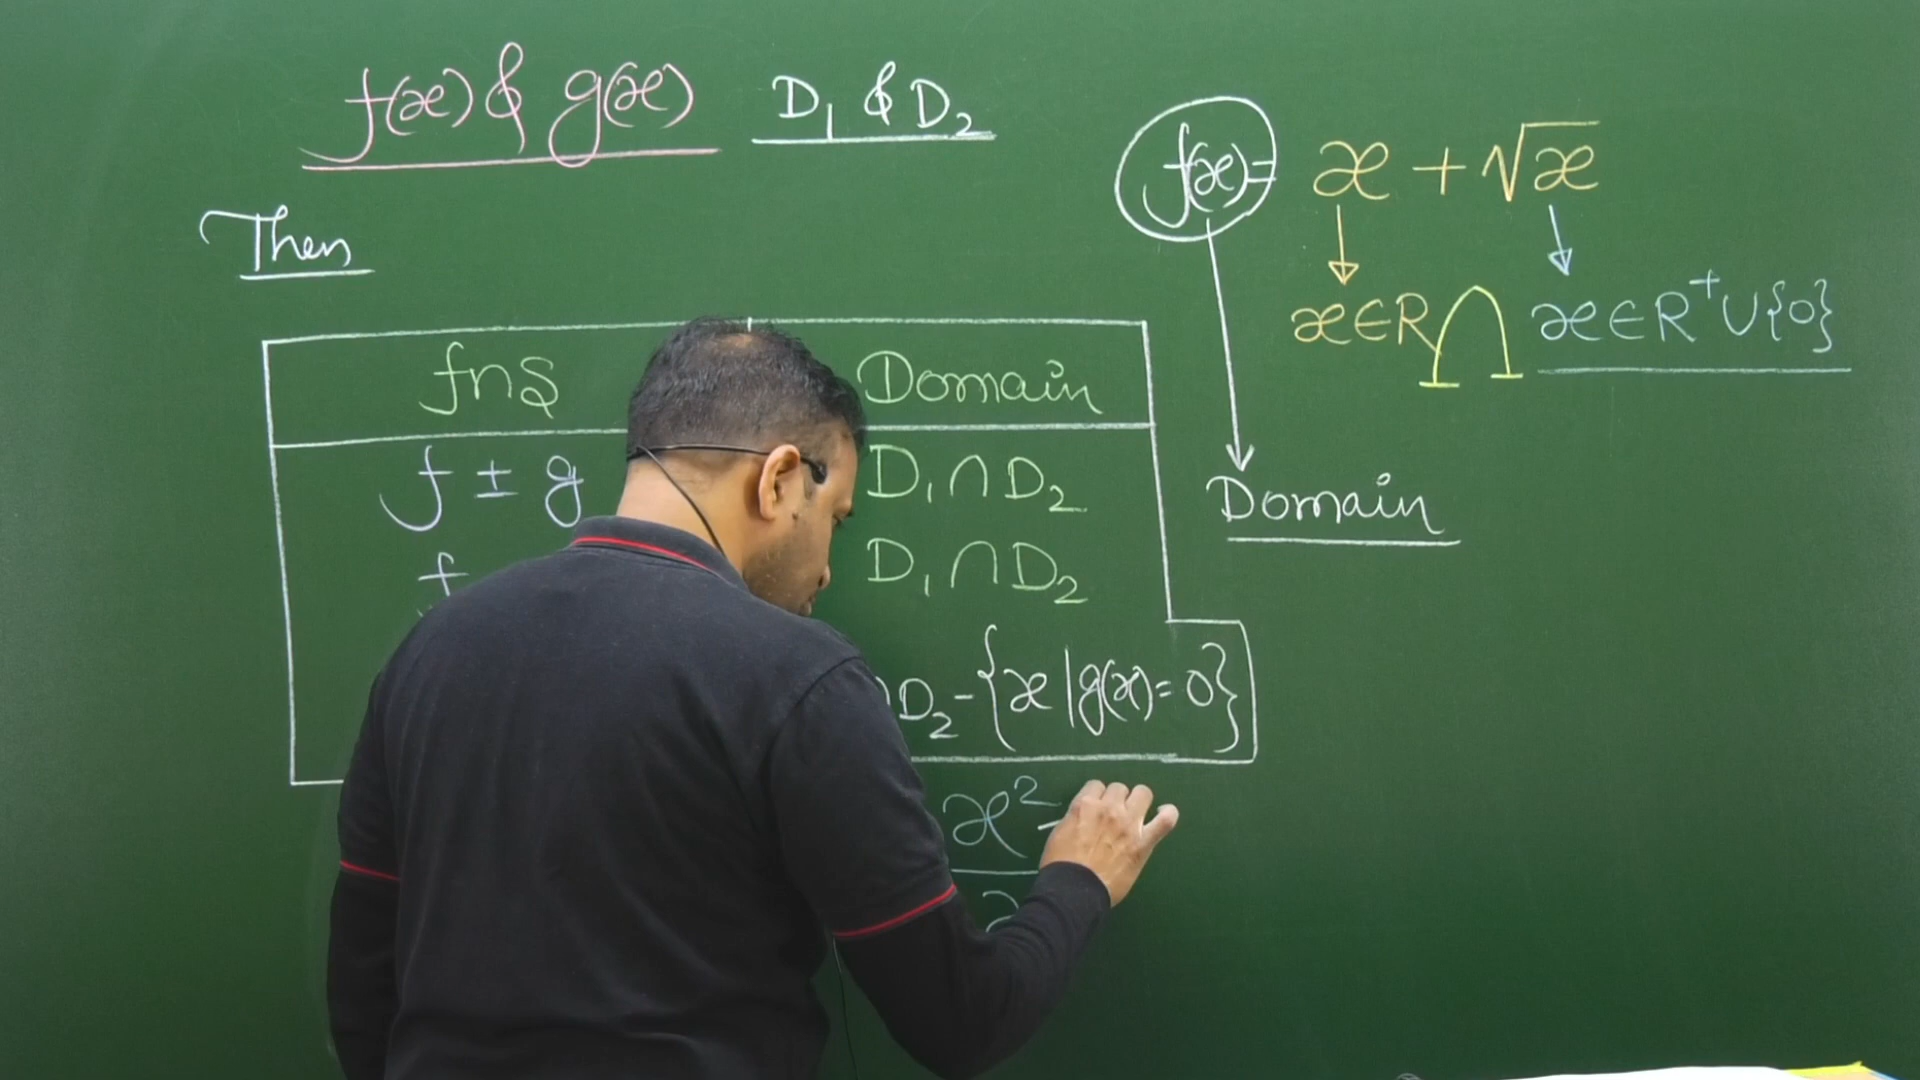 f(x) & g(x) D₁ & D₂
f(x) = x + √x
Then
x∈R ∩ x∈R⁺∪{0}
fns Domain
f ± g D₁∩D₂
f D₁∩D₂
Domain
∩D₂-{x|g(x)=0}
x²